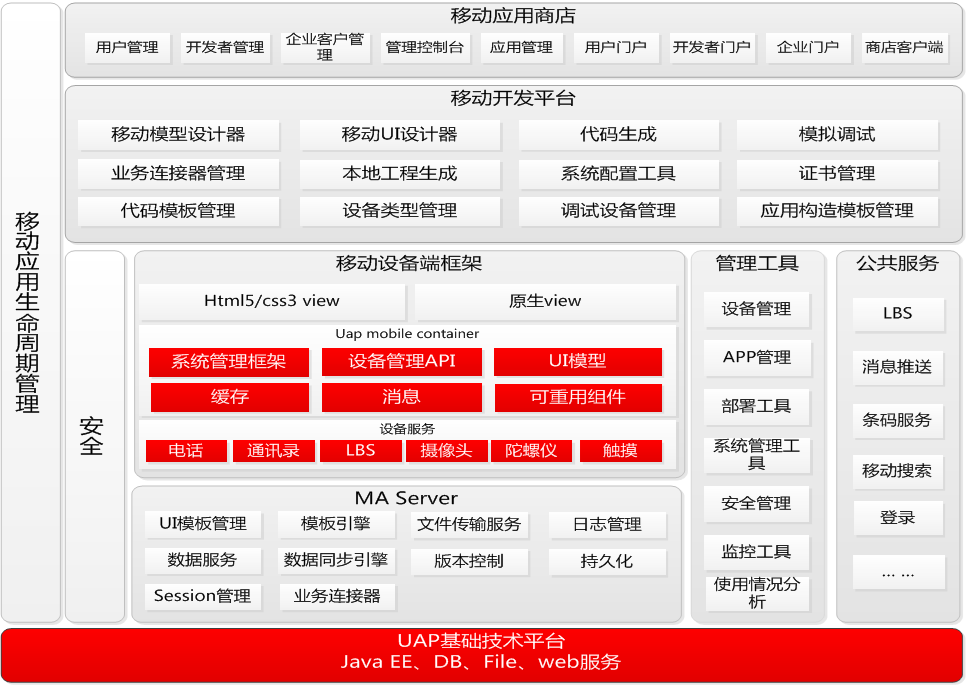 移动应用生命周期管理
移动应用商店
用户管理
开发者管理
企业客户管
理
管理控制台
应用管理
用户门户
开发者门户
企业门户
商店客户端
移动开发平台
移动模型设计器
移动UI设计器
代码生成
模拟调试
业务连接器管理
本地工程生成
系统配置工具
证书管理
代码模板管理
设备类型管理
调试设备管理
应用构造模板管理
安全
移动设备端框架
Html5/css3 view
原生view
Uap mobile container
系统管理框架
设备管理API
UI模型
缓存
消息
可重用组件
设备服务
电话
通讯录
LBS
摄像头
陀螺仪
触摸
MA Server
UI模板管理
模板引擎
文件传输服务
日志管理
数据服务
数据同步引擎
版本控制
持久化
Session管理
业务连接器
管理工具
设备管理
APP管理
部署工具
系统管理工
具
安全管理
监控工具
使用情况分
析
公共服务
LBS
消息推送
条码服务
移动搜索
登录
... ...
UAP基础技术平台
Java EE、DB、File、web服务